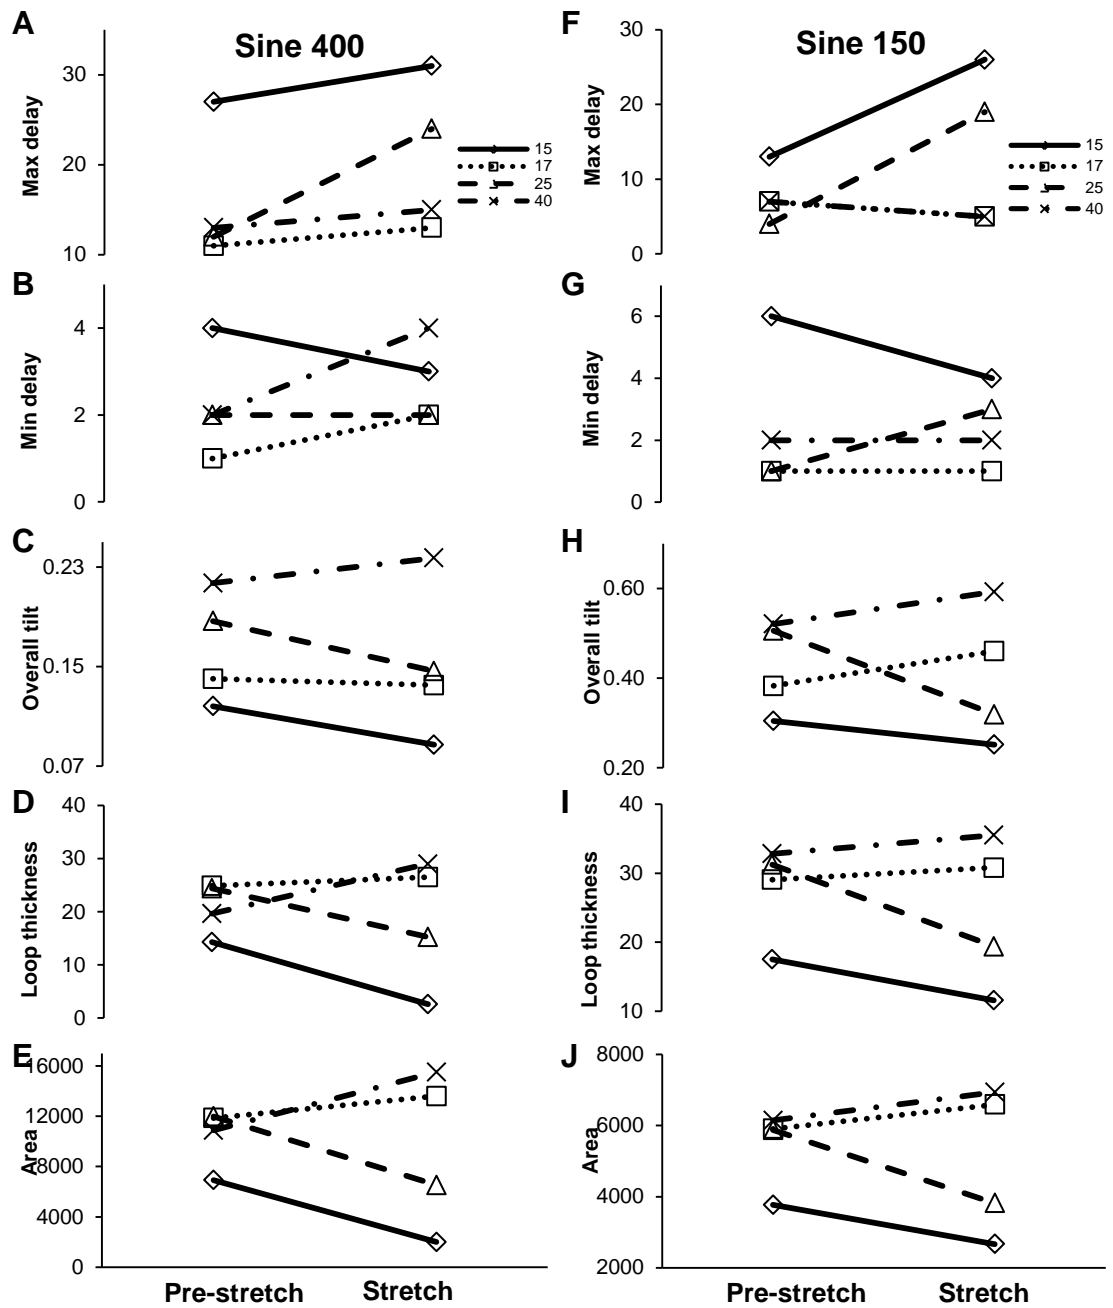 A
Sine 400
Max delay
30
20
10
15
17
25
40
B
Min delay
4
2
0
C
Overall tilt
0.23
0.15
0.07
D
Loop thickness
40
30
20
10
0
E
Area
16000
12000
8000
4000
0
Pre-stretch
Stretch
F
Sine 150
Max delay
30
20
10
0
15
17
25
40
G
Min delay
6
4
2
0
H
Overall tilt
0.60
0.40
0.20
I
Loop thickness
40
30
20
10
J
Area
8000
6000
4000
2000
Pre-stretch
Stretch